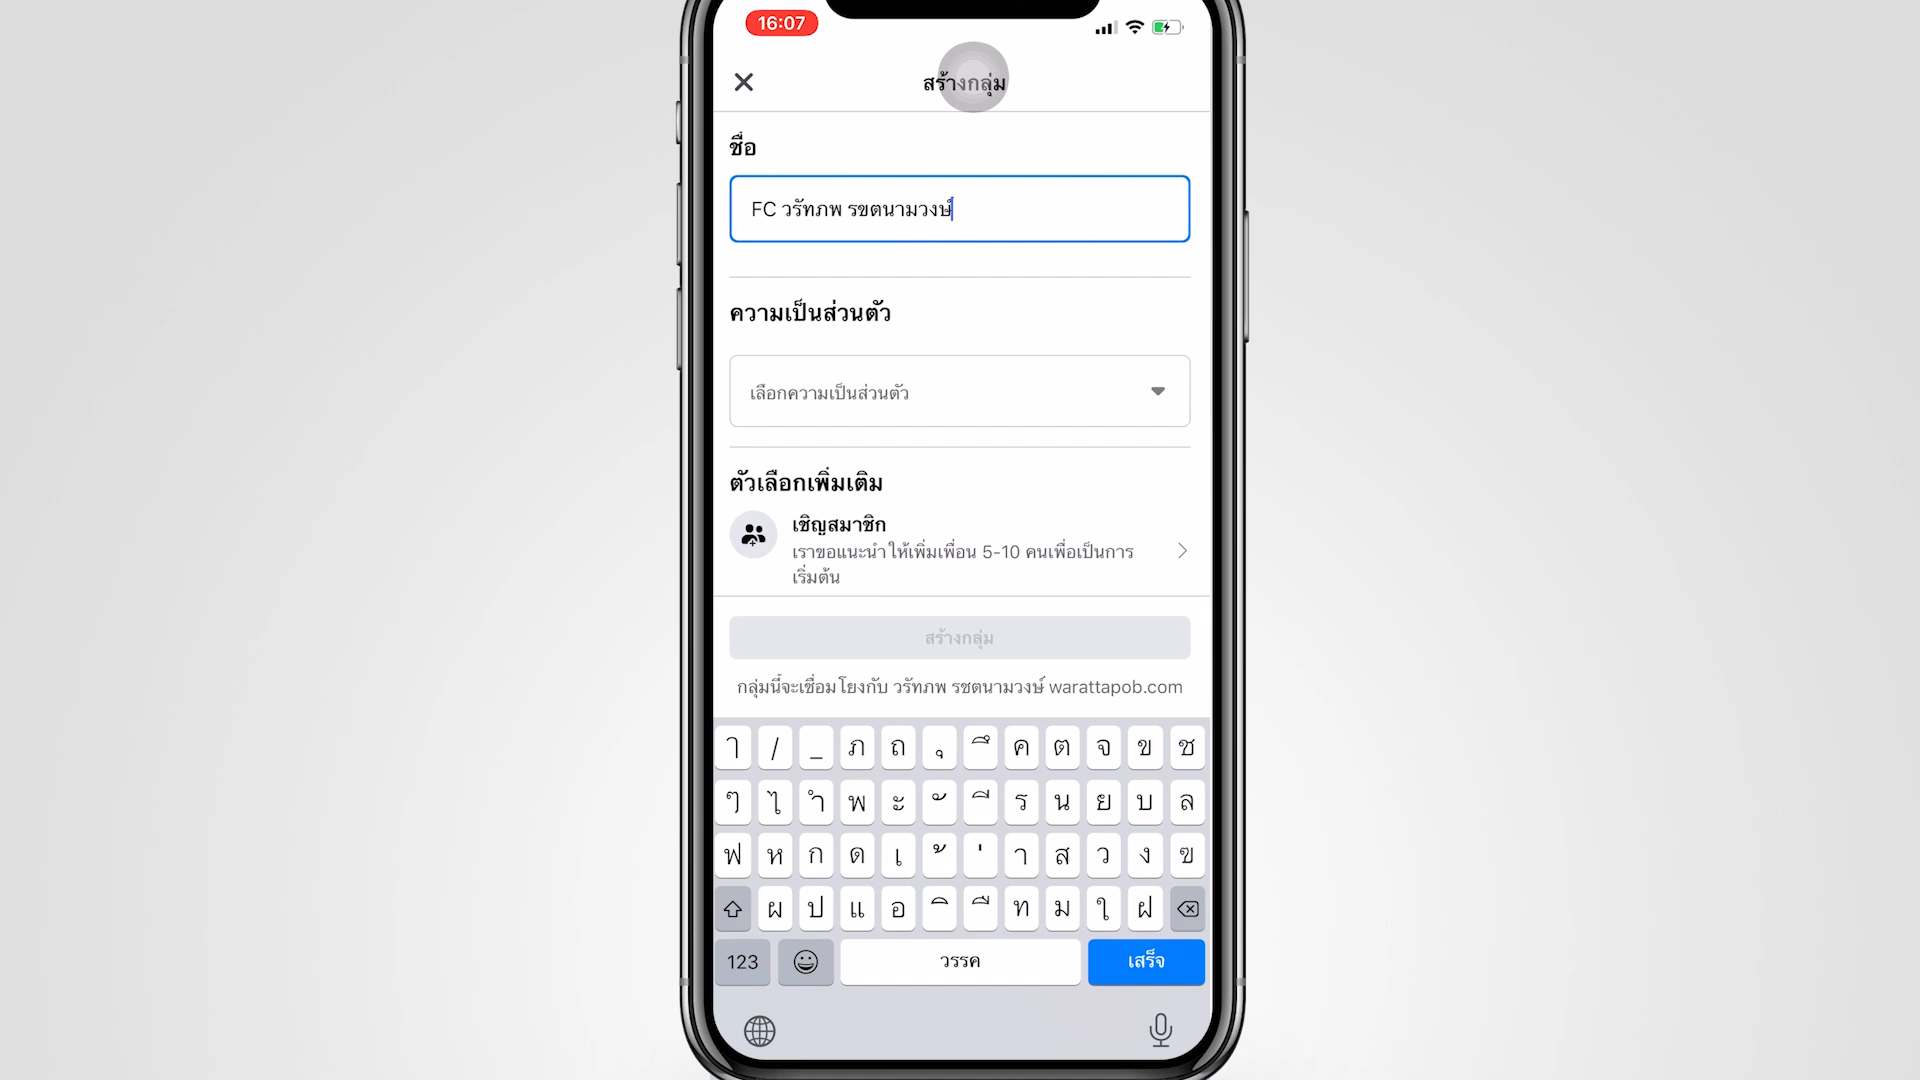 16:07
สร้างกลุ่ม
ชื่อ
FC วรัทภพ รขตนามวงษ์
ความเป็นส่วนตัว
เลือกความเป็นส่วนตัว
ตัวเลือกเพิ่มเติม
เชิญสมาชิก
เราขอแนะนำให้เพิ่มเพื่อน 5-10 คนเพื่อเป็นการ
เริ่มต้น
สร้างกลุ่ม
กลุ่มนี้จะเชื่อมโยงกับ วรัทภพ รชตนามวงษ์ warattapob.com
ๅ / _ ภ ถ ุ ึ ค ต จ ข ช
ๆ ไ ำ พ ะ ั ี ร น ย บ ล
ฟ ห ก ด เ ้ ่ า ส ว ง ฃ
ผ ป แ อ ิ ื ท ม ใ ฝ
123 วรรค เสร็จ